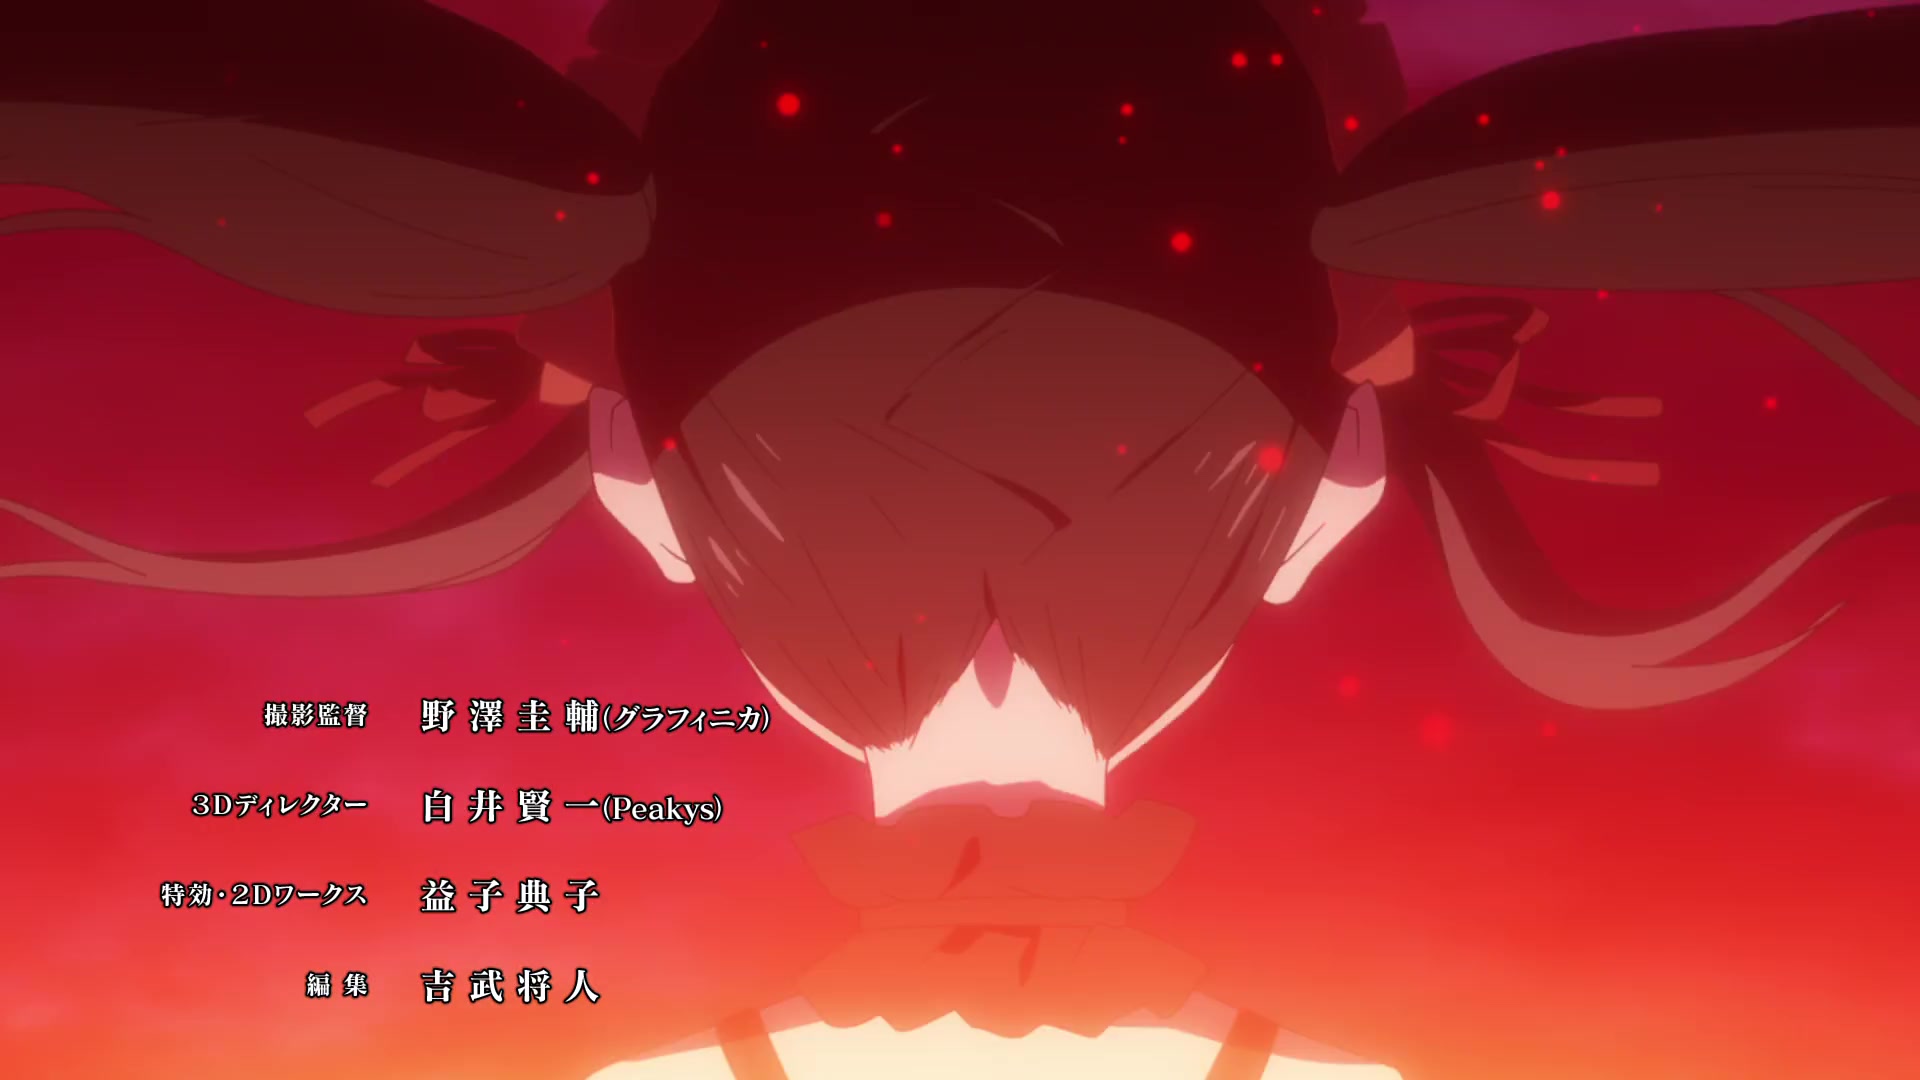 撮影監督 野澤圭輔(グラフィニカ)
3Dディレクター 白井賢一(Peakys)
特効・2Dワークス 益子典子
編集 吉武将人